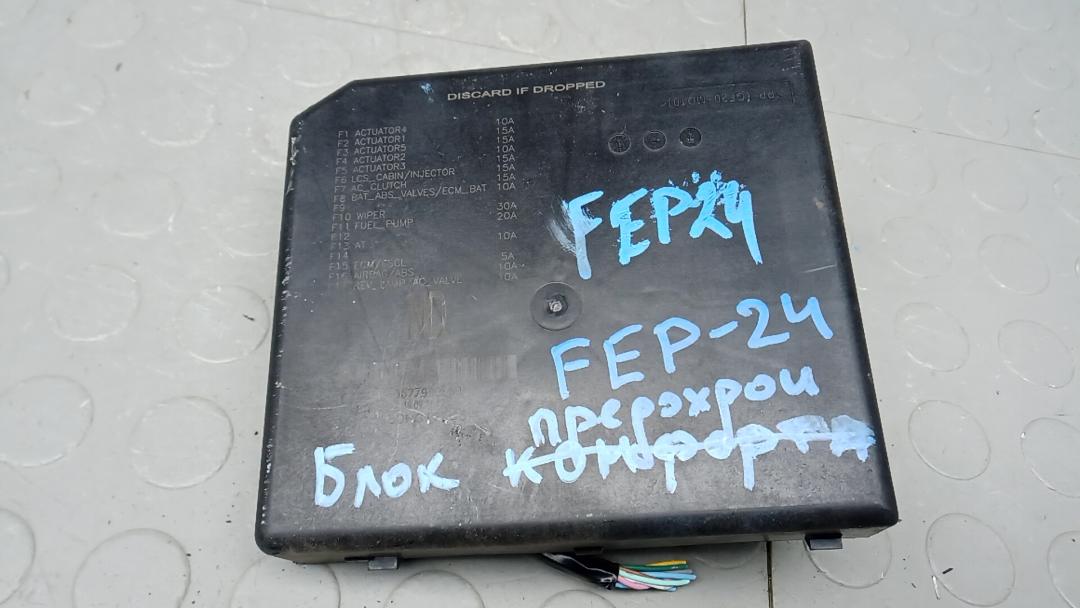 DISCARD IF DROPPED
F1 ACTUATOR4 10A
F2 ACTUATOR1 15A
F3 ACTUATOR5 10A
F4 ACTUATOR2 15A
F5 ACTUATOR3 15A
F6 LCS_CABIN/INJECTOR 15A
F7 AC_CLUTCH 10A
F8 BAT_ABS_VALVES/ECM_BAT
F9 30A
F10 WIPER 20A
F11 FUEL_PUMP
F12 10A
F13 AT
F14 5A
F15 10A
F16 AIRBAG/ABS 10A
FEP24
FEP-24
прерохрои
Блок комфорта